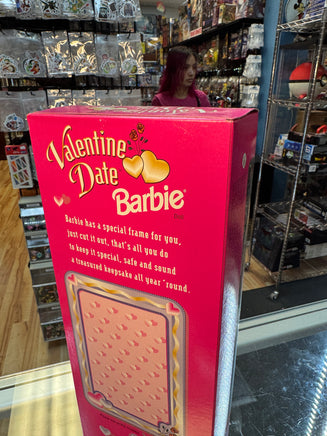 Valentine
Date
Barbie®
Barbie has a special frame for you,
just cut it out, that's all you do
to keep it special, safe and sound
a treasured keepsake all year 'round.